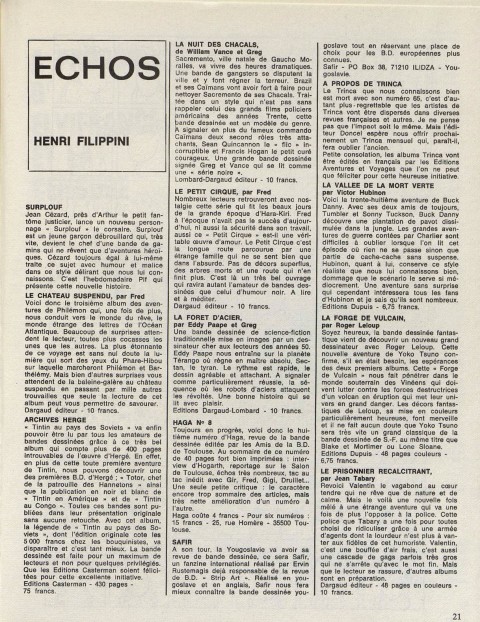 ECHOS
HENRI FILIPPINI
SURPLOUF
Jean Cézard, près d'Arthur le petit fan-
tôme justicier, lance un nouveau person-
nage « Surplouf » le corsaire. Surplouf
est un jeune garçon débrouillard qui, très
vite, devient le chef d'une bande de ga-
mins qui ne rêvent que d'aventures héroï-
ques. Cézard toujours égal à lui-même
traite ce sujet avec humour et malice
dans ce style délirant que nous lui con-
naissons. C'est l'hebdomadaire Pif qui
présente cette nouvelle histoire.
LE CHATEAU SUSPENDU, par Fred
Voici donc le troisième album des aven-
tures de Philémon qui, une fois de plus,
nous conduit vers le monde du rêve, le
monde étrange des lettres de l'Océan
Atlantique. Beaucoup de surprises atten-
dent le lecteur, toutes plus cocasses les
unes que les autres. La plus étonnante
de ce voyage est sans nul doute la lu-
mière qui sort des yeux du Phare-Hibou
sur laquelle marcheront Philémon et Bar-
thélémy. Mais bien d'autres surprises vous
attendent de la baleine-galère au château
suspendu en passant par mille autres
trouvailles que seule la lecture de cet
album peut vous permettre de savourer.
Dargaud éditeur - 10 francs.
ARCHIVES HERGE
« Tintin au pays des Soviets » va enfin
pouvoir être lu par tous les amateurs de
bandes dessinées grâce à ce très bel
album qui compte plus de 400 pages
introuvables de l'œuvre d'Hergé. En effet,
en plus de cette toute première aventure
de Tintin, nous pouvons découvrir une
des premières B.D. d'Hergé ; « Totor, chef
de la patrouille des Hannetons » ainsi
que la publication en noir et blanc de
« Tintin en Amérique » et de « Tintin
au Congo ». Toutes ces bandes sont pu-
bliées dans leur présentation originale
sans aucune retouche. Avec cet album,
la légende de « Tintin au pays des So-
viets », dont l'édition originale cote les
5 000 francs chez les bouquinistes, va
disparaître et c'est tant mieux. La bande
dessinée est faite pour un maximum de
lecteurs et non pour quelques privilégiés.
Que les Editions Casterman soient félici-
tées pour cette excellente initiative.
Editions Casterman - 430 pages -
75 francs.
LA NUIT DES CHACALS,
de William Vance et Greg
Sacremento, ville natale de Gaucho Mo-
ralles, va vivre des heures dramatiques.
Une bande de gangsters se disputent la
ville et y font régner la terreur. Brazil
et ses Caïmans vont avoir fort à faire pour
nettoyer Sacremento de ses Chacals. Trai-
tée dans un style qui n'est pas sans
rappeler celui des grands films policiers
américains des années Trente, cette
bande dessinée est un modèle du genre.
A signaler en plus du fameux commando
Caïmans deux second rôles très atta-
chants, Sean Quincannon le « flic » in-
corruptible et Francis Hogan le petit curé
courageux. Une grande bande dessinée
signée Greg et Vance qui se lit comme
une « série noire ».
Lombard-Dargaud éditeur - 10 francs.
LE PETIT CIRQUE, par Fred
Nombreux lecteurs retrouveront avec nos-
talgie cette série qui fit les beaux jours
de la grande époque d'Hara-Kiri. Fred
à l'époque n'avait pas le succès d'aujour-
d'hui, ni aussi la sécurité dans son travail,
aussi ce « Petit Cirque » est-il une véri-
table œuvre d'amour. Le Petit Cirque c'est
la longue route parcourue par une
étrange famille qui ne se sent bien que
dans l'absurde. Pas de décors superflus,
des arbres morts et une route qui n'en
finit plus. C'est là un très bel ouvrage
qui ravira autant l'amateur de bandes des-
sinées que celui d'humour noir. A lire
et à méditer.
Dargaud éditeur - 10 francs.
LA FORET D'ACIER,
par Eddy Paape et Greg
Une bande dessinée de science-fiction
traditionnelle mise en images par un des-
sinateur cher aux lecteurs des années 50.
Eddy Paape nous entraîne sur la planète
Térango où règne en maître absolu, Sec-
tan, le tyran. Le rythme est rapide, le
dessin agréable et attachant. A signaler
comme particulièrement réussie, la sé-
quence où les robots d'aciers attaquent
les révoltés. Une bonne histoire qui se
lit avec plaisir.
Editions Dargaud-Lombard - 10 francs.
HAGA N° 8
Toujours en progrès, voici donc le hui-
tième numéro d'Haga, revue de la bande
dessinée éditée par les Amis de la B.D.
de Toulouse. Au sommaire de ce numéro
de 40 pages fort bien imprimées : inter-
view d'Hogarth, reportage sur le Salon
de Toulouse, échos très nombreux, tec au
tac inédit avec Gir, Fred, Gigi, Druillet...
Une seule petite critique : le caractère
encore trop sommaire des articles, mais
très nette amélioration d'un numéro à
l'autre.
Haga coûte 4 francs - Pour six numéros :
15 francs - 25, rue Homère - 35500 Tou-
louse.
SAFIR
A son tour, la Yougoslavie va avoir sa
revue de bande dessinée, ce sera Safir,
un fanzine international réalisé par Ervin
Rustemagis déjà responsable de la revue
de B.D. « Strip Art ». Réalisé en you-
goslave et en anglais, Safir nous fera
mieux connaître la bande dessinée you-
goslave tout en réservant une place de
choix pour les B.D. européennes plus
connues.
Safir - PO Box 38, 71210 ILIDZA - You-
goslavie.
A PROPOS DE TRINCA
Le Trinca que nous connaissons bien
est mort avec son numéro 65, c'est d'au-
tant plus regrettable que les artistes de
Trinca vont être dispersés dans diverses
revues françaises et autres. Je ne pense
pas que l'impost soit le même. Mais l'édi-
teur Doncel espère nous offrir prochai-
nement un Trinca mensuel qui, paraît-il,
fera oublier l'ancien.
Petite consolation, les albums Trinca vont
être édités en français par les Editions
Aventures et Voyages que l'on ne peut
que féliciter pour cette heureuse initiative.
LA VALLEE DE LA MORT VERTE
par Victor Hubinon
Voici la trente-huitième aventure de Buck
Danny. Avec ses deux amis de toujours,
Tumbler et Sonny Tuckson, Buck Danny
découvre une plantation de pavot dissi-
mulée dans la jungle. Les grandes aven-
tures de guerre contées par Charlier sont
difficiles à oublier lorsque l'on lit cet
épisode où rien ne se passe sinon que
partie de cache-cache sans suspense.
Hubinon, quant à lui, conserve ce style
réaliste que nous lui connaissons bien,
dommage que le scénario le serve si mé-
diocrement. Une aventure sans surprise
qui cependant intéressera tous les fans
d'Hubinon et je sais qu'ils sont nombreux.
Editions Dupuis - 6,75 francs.
LA FORGE DE VULCAIN,
par Roger Leloup
Soyez heureux, la bande dessinée fantas-
tique vient de découvrir un nouveau grand
dessinateur avec Roger Leloup. Cette
nouvelle aventure de Yoko Tsuno con-
firme, s'il en était besoin, les espérances
des deux premiers albums. Cette « Forge
de Vulcain » nous fait pénétrer dans le
monde souterrain des Vinéens qui doi-
vent lutter contre les forces destructrices
d'un volcan en éruption qui met leur uni-
vers en grand danger. Les décors fantas-
tiques de Leloup, sa mise en couleurs
particulièrement heureuse, font merveille
et il ne fait aucun doute que Yoko Tsuno
sera très vite un grand classique de la
bande dessinée de S.-F. au même titre que
Blake et Mortimer ou Lone Sloane.
Editions Dupuis - 48 pages couleurs -
6,75 francs.
LE PRISONNIER RECALCITRANT,
par Jean Tabary
Revoici Valentin le vagabond au cœur
tendre qui ne rêve que de nature et de
calme. Mais le voilà une nouvelle fois
mêlé à une étrange aventure qui va une
fois de plus l'opposer à la police. Cette
police que Tabary a une fois de toutes
choisi de ridiculiser grâce à une armée
d'agents dont la lourdeur n'est plus à van-
ter aux fidèles de cet humoriste. Valentin,
c'est une bouffée d'air frais, c'est aussi
une cascade de gags parfois très gros
qui ne s'arrête qu'avec le mot fin. Mais
que le lecteur se rassure, d'autres albums
sont en préparation.
Dargaud éditeur - 48 pages en couleurs -
10 francs.
21